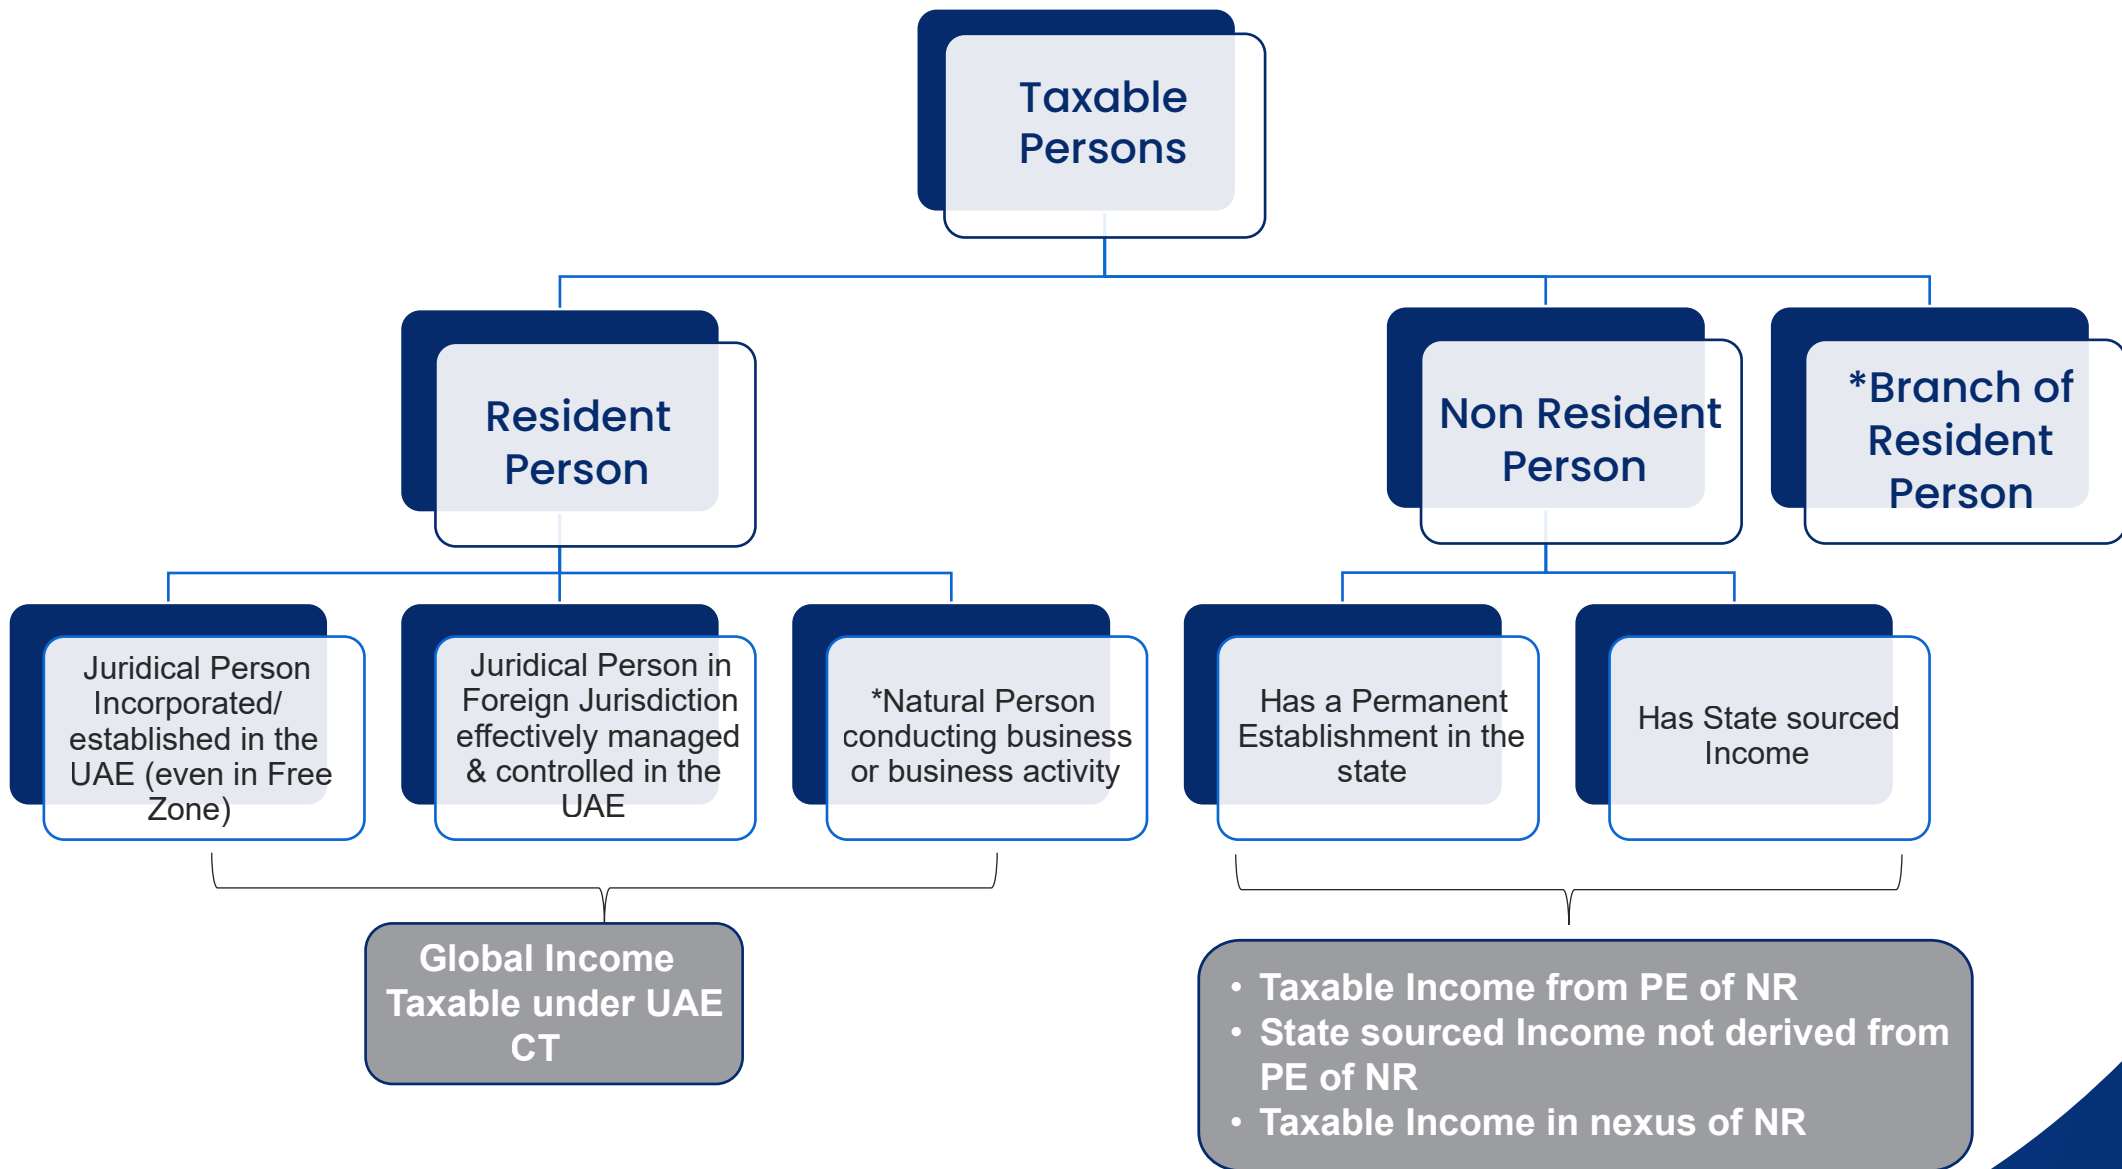 Taxable
Persons
Resident
Person
Non Resident
Person
*Branch of
Resident
Person
Juridical Person
Incorporated/
established in the
UAE (even in Free
Zone)
Juridical Person in
Foreign Jurisdiction
effectively managed
& controlled in the
UAE
*Natural Person
conducting business
or business activity
Has a Permanent
Establishment in the
state
Has State sourced
Income
Global Income
Taxable under UAE
CT
• Taxable Income from PE of NR
• State sourced Income not derived from
PE of NR
• Taxable Income in nexus of NR